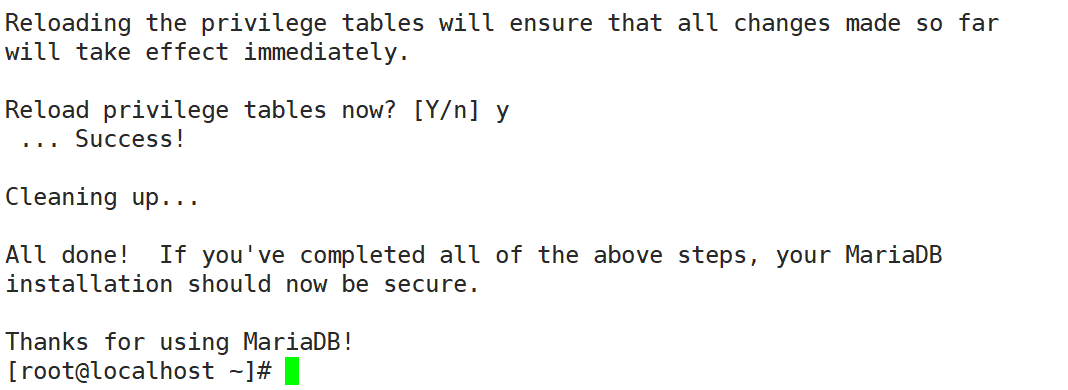 Reloading the privilege tables will ensure that all changes made so far
will take effect immediately.
Reload privilege tables now? [Y/n] y
 ... Success!
Cleaning up...
All done!  If you've completed all of the above steps, your MariaDB
installation should now be secure.
Thanks for using MariaDB!
[root@localhost ~]#